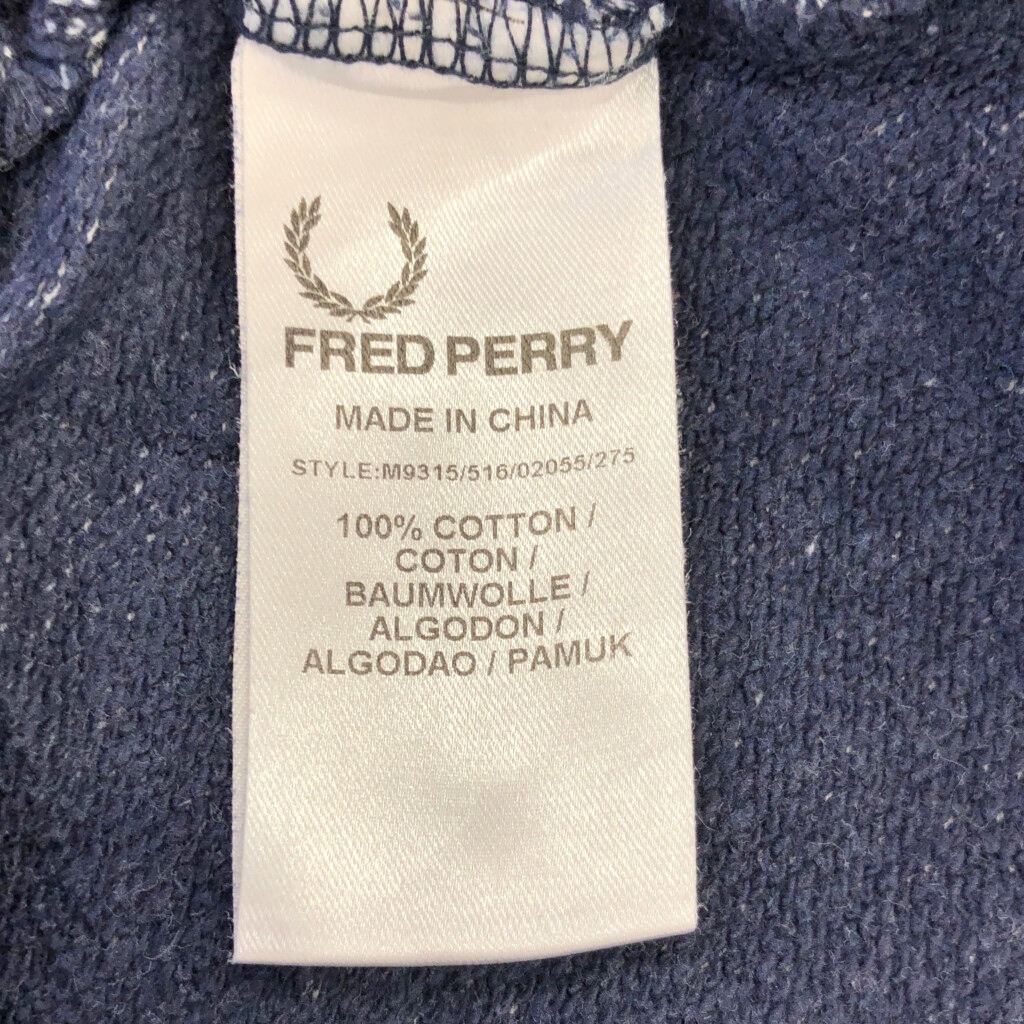 FRED PERRY
MADE IN CHINA
STYLE:M9315/516/02055/275
100% COTTON /
COTON /
BAUMWOLLE /
ALGODON /
ALGODAO / PAMUK